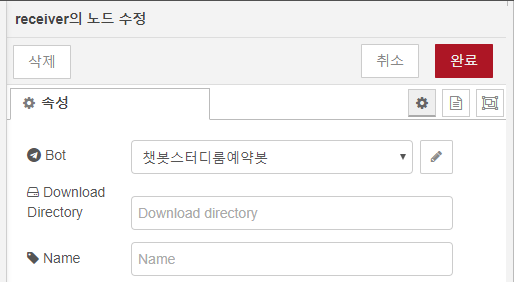 receiver의 노드 수정
삭제
취소
완료
속성
Bot
챗봇스터디룸예약봇
Download
Directory
Download directory
Name
Name